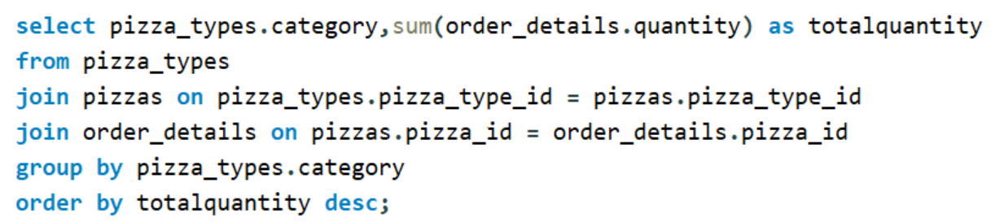 select pizza_types.category,sum(order_details.quantity) as totalquantity
from pizza_types
join pizzas on pizza_types.pizza_type_id = pizzas.pizza_type_id
join order_details on pizzas.pizza_id = order_details.pizza_id
group by pizza_types.category
order by totalquantity desc;